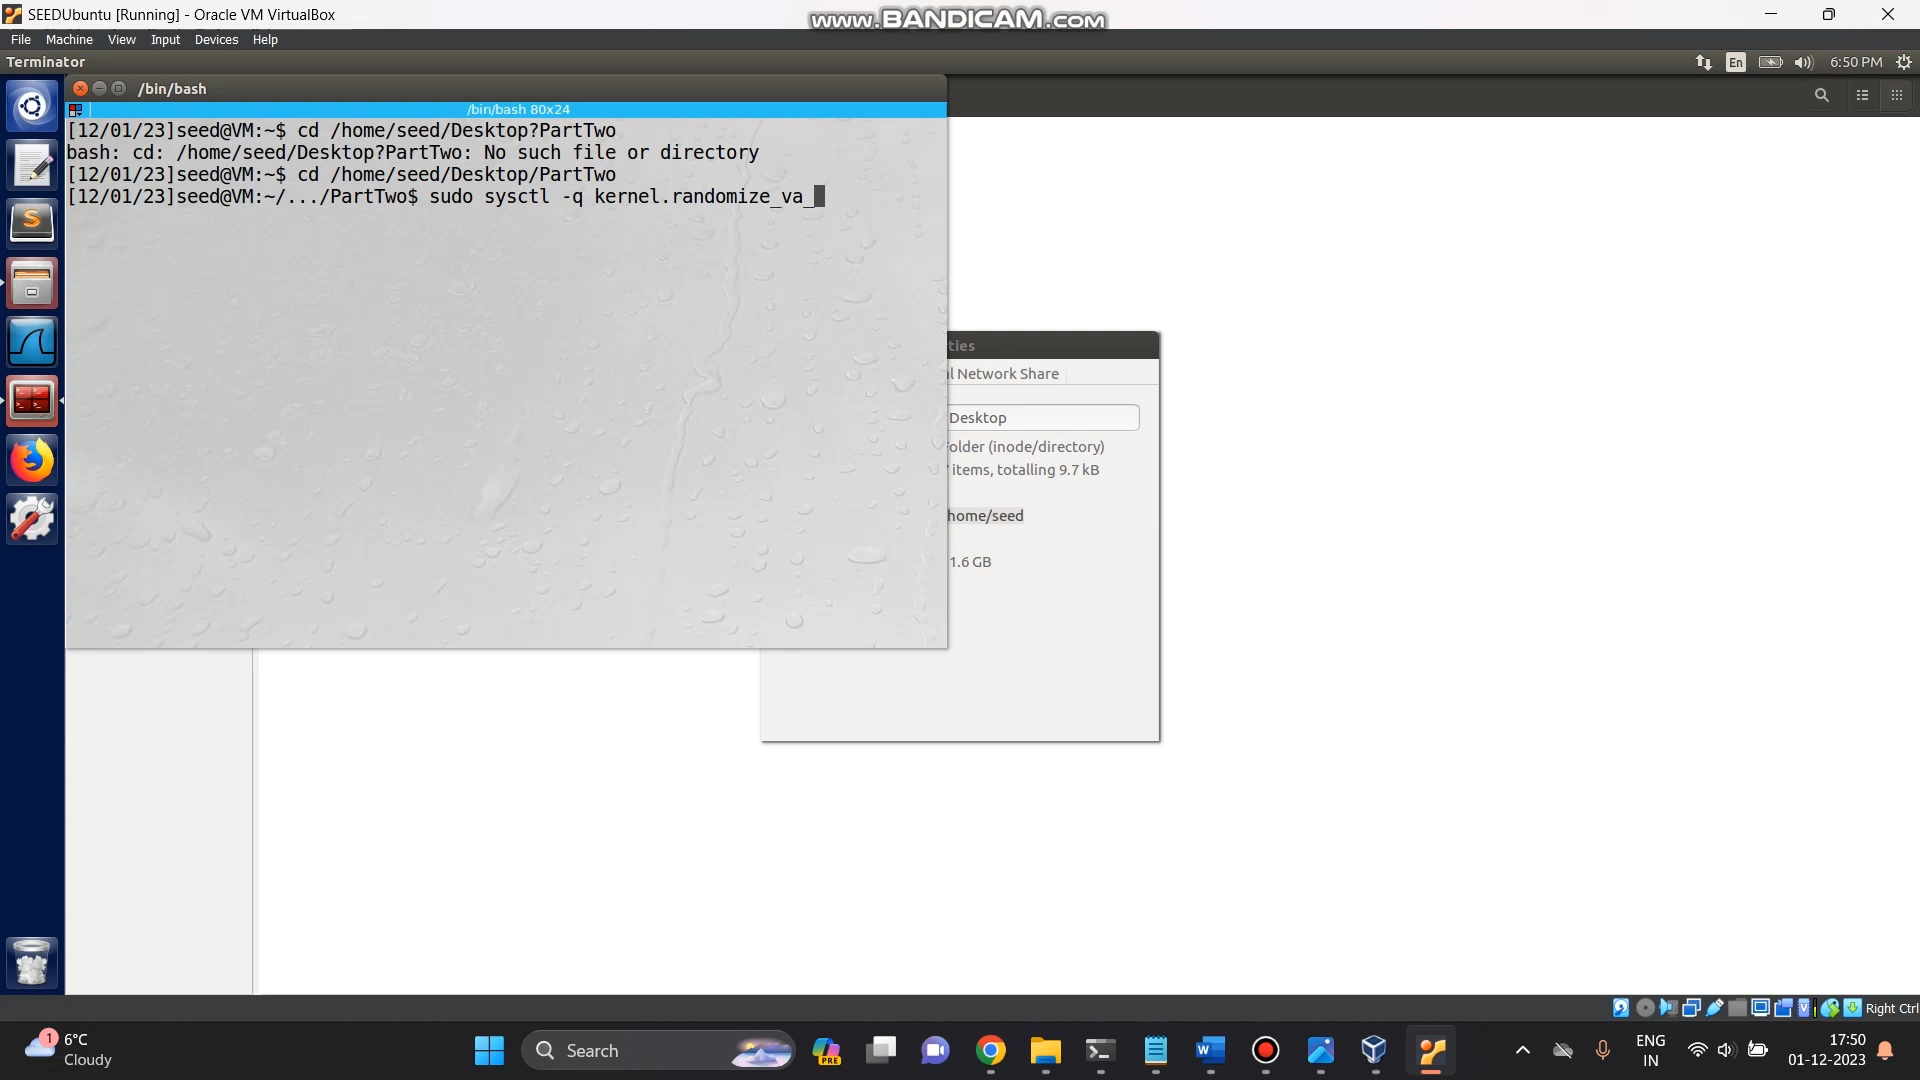 SEEDUbuntu [Running] - Oracle VM VirtualBox
www.BANDICAM.com
File Machine View Input Devices Help
Terminator
En
6:50 PM
/bin/bash
/bin/bash 80x24
[12/01/23]seed@VM:~$ cd /home/seed/Desktop?PartTwo
bash: cd: /home/seed/Desktop?PartTwo: No such file or directory
[12/01/23]seed@VM:~$ cd /home/seed/Desktop/PartTwo
[12/01/23]seed@VM:~/.../PartTwo$ sudo sysctl -q kernel.randomize_va_
ties
l Network Share
Desktop
folder (inode/directory)
items, totalling 9.7 kB
home/seed
1.6 GB
Right Ctrl
1
6°C
Cloudy
Search
PRE
ENG
IN
17:50
01-12-2023